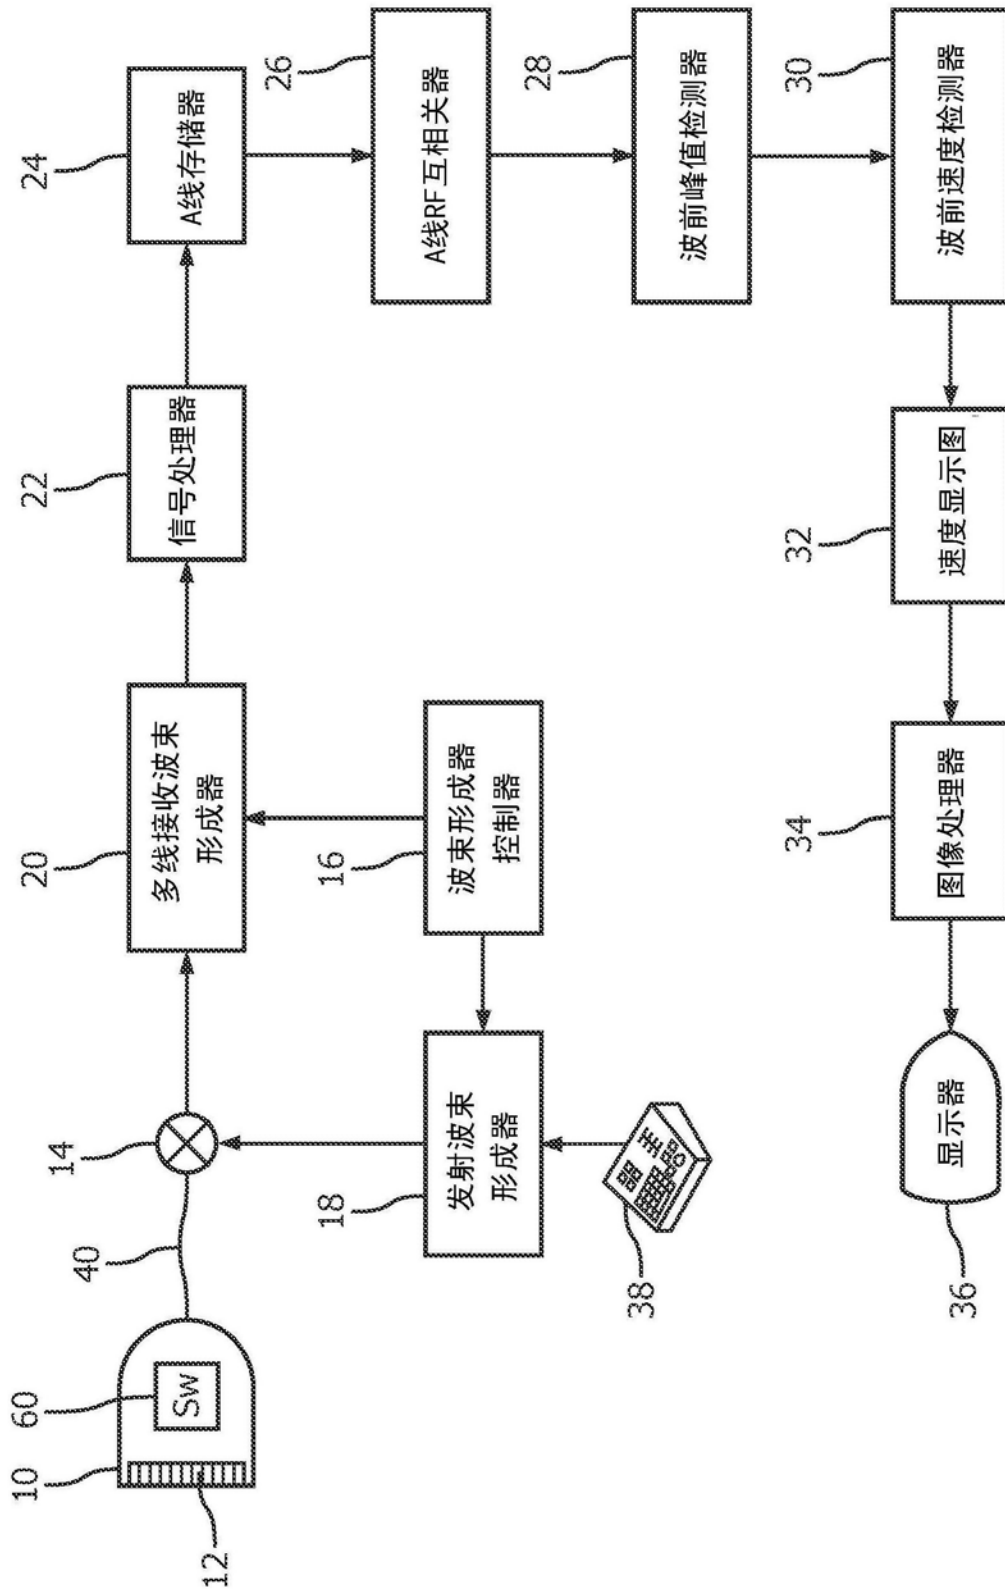 10
60
Sw
12
40
14
20
多线接收波束
形成器
22
信号处理器
24
A线存储器
18
发射波束
形成器
16
波束形成器
控制器
38
26
A线RF互相关器
28
波前峰值检测器
30
波前速度检测器
32
速度显示图
34
图像处理器
36
显示器